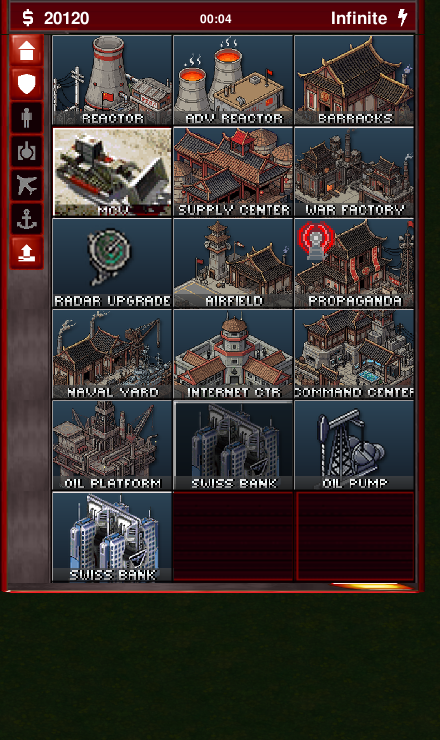 $ 20120
00:04
Infinite
REACTOR
ADV REACTOR
BARRACKS
MCV
SUPPLY CENTER
WAR FACTORY
RADAR UPGRADE
AIRFIELD
PROPAGANDA
NAVAL YARD
INTERNET CTR
COMMAND CENTER
OIL PLATFORM
SWISS BANK
OIL PUMP
SWISS BANK